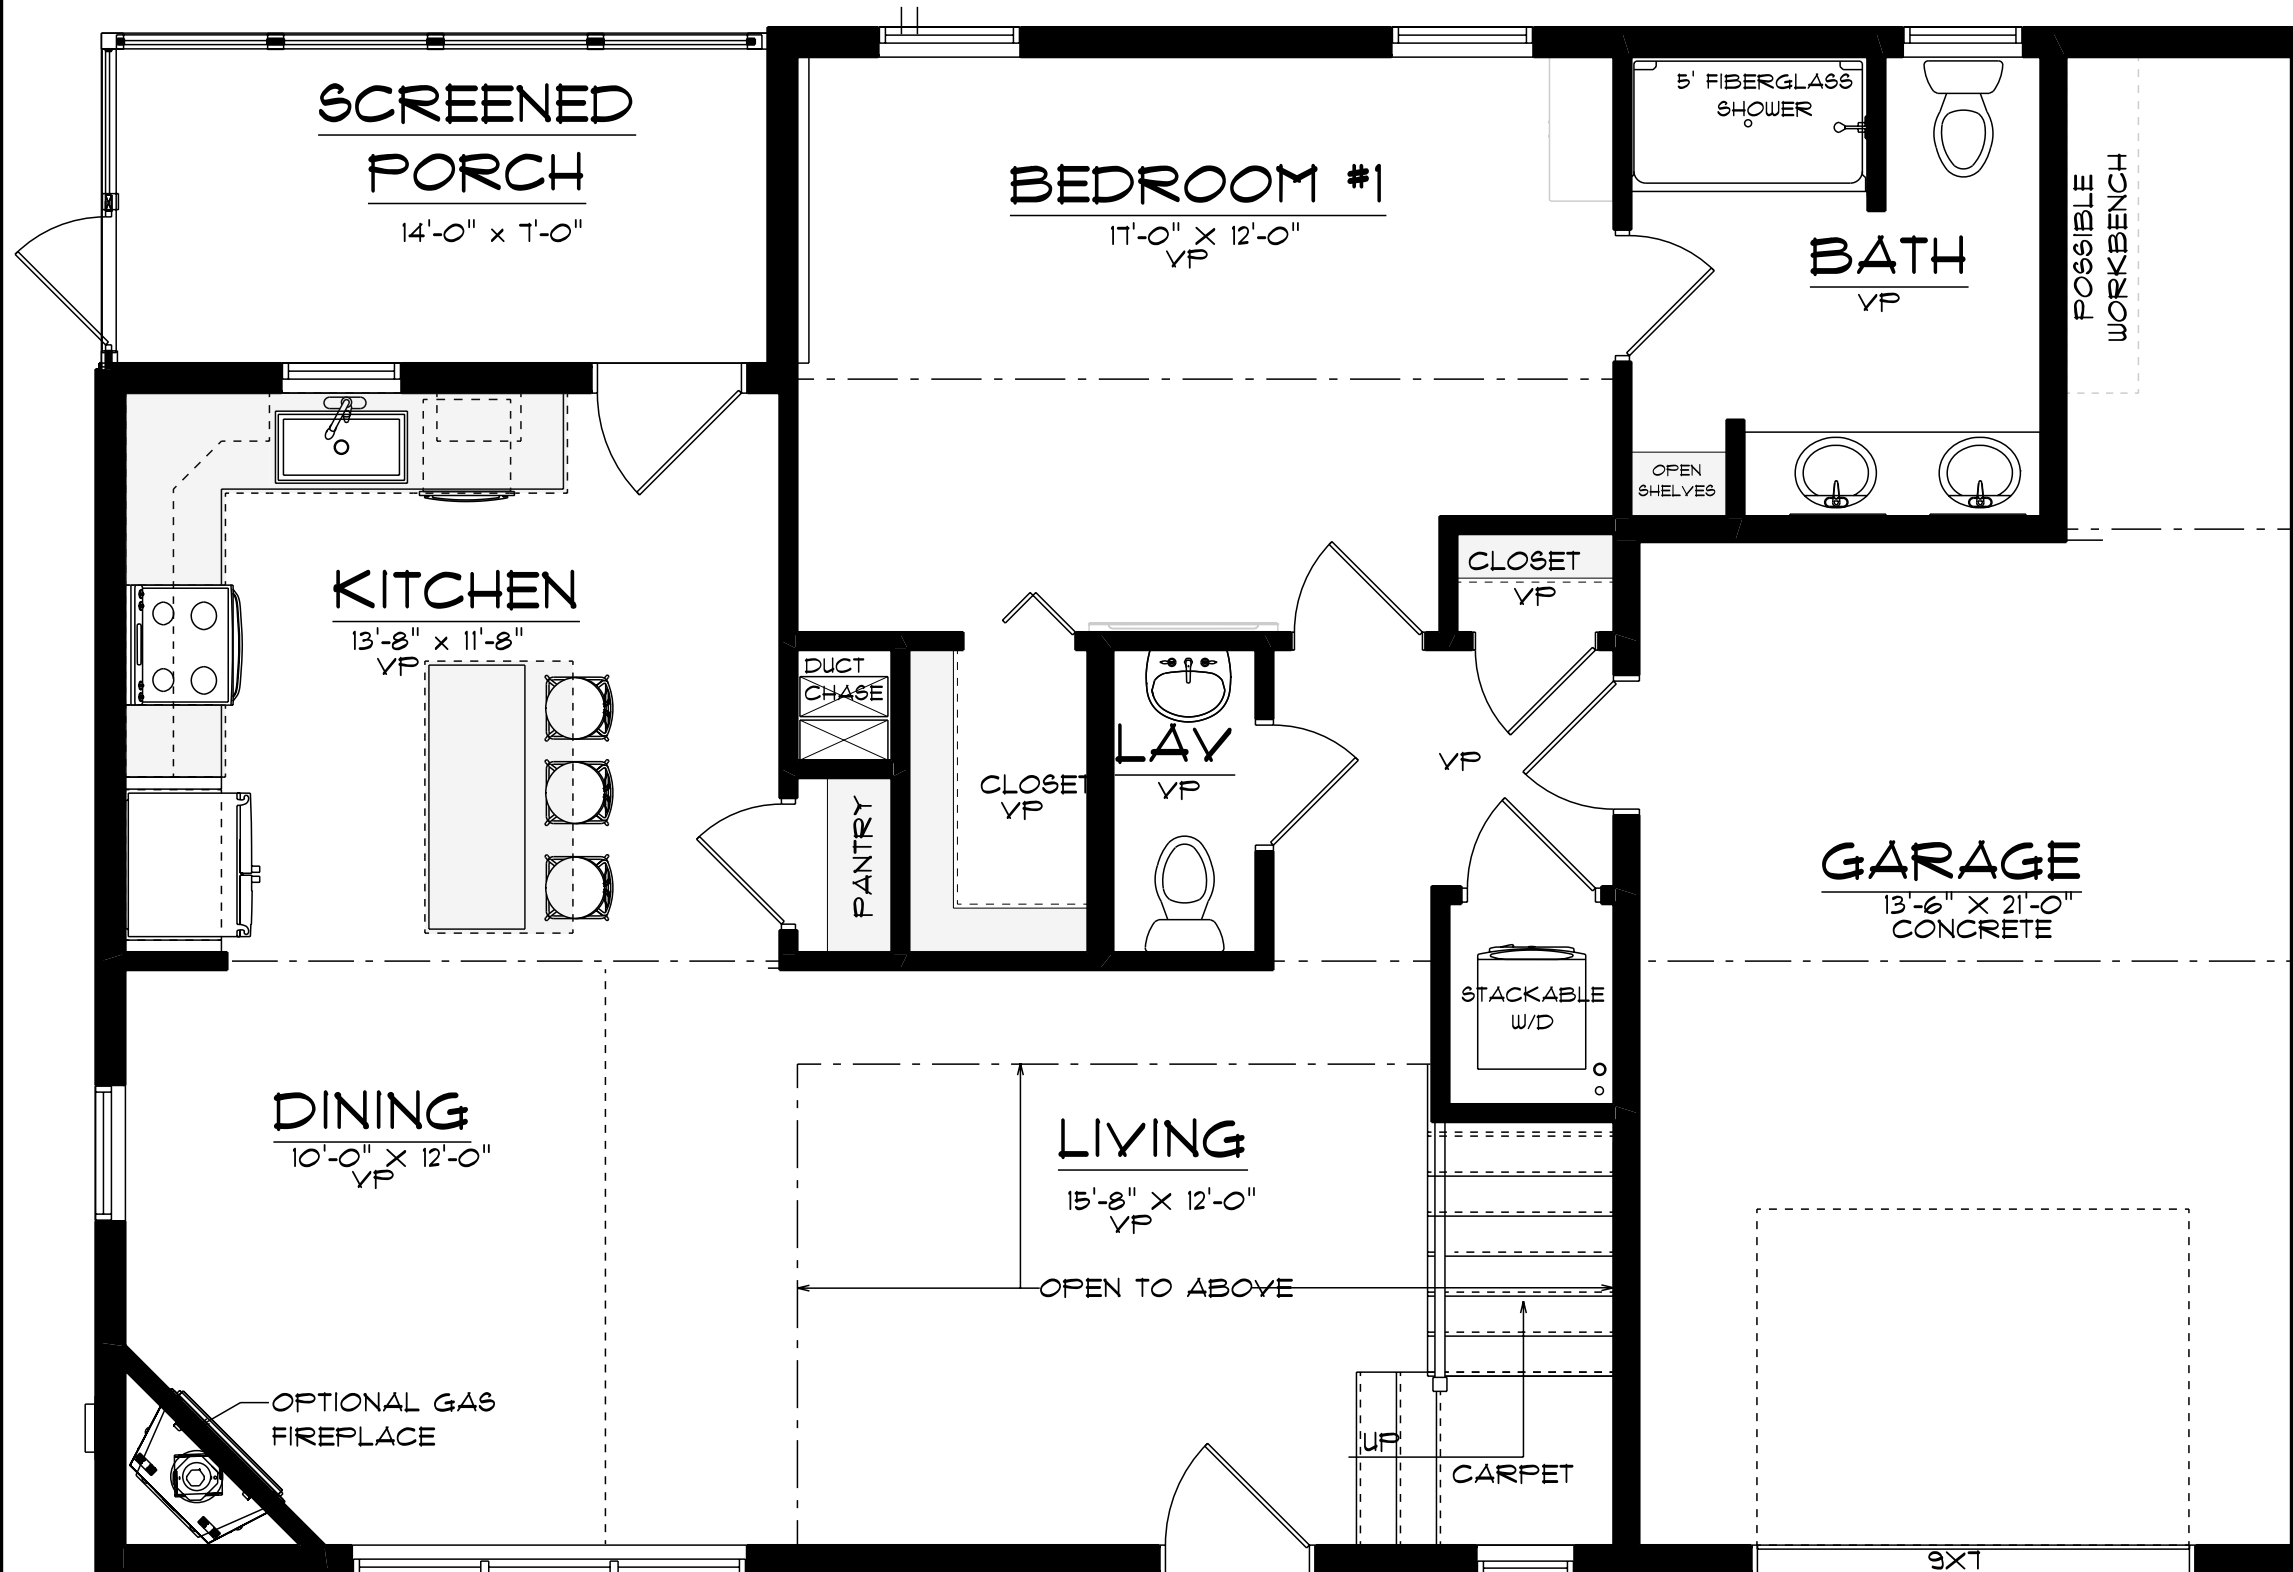 SCREENED
PORCH
14'-0" x 7'-0"
BEDROOM #1
17'-0" X 12'-0"
VP
5' FIBERGLASS
SHOWER
BATH
VP
POSSIBLE
WORKBENCH
OPEN
SHELVES
KITCHEN
13'-8" x 11'-8"
VP
CLOSET
VP
DUCT
CHASE
CLOSET
VP
PANTRY
LAV
VP
VP
GARAGE
13'-6" X 21'-0"
CONCRETE
STACKABLE
W/D
DINING
10'-0" X 12'-0"
VP
LIVING
15'-8" X 12'-0"
VP
OPEN TO ABOVE
OPTIONAL GAS
FIREPLACE
UP
CARPET
9X7